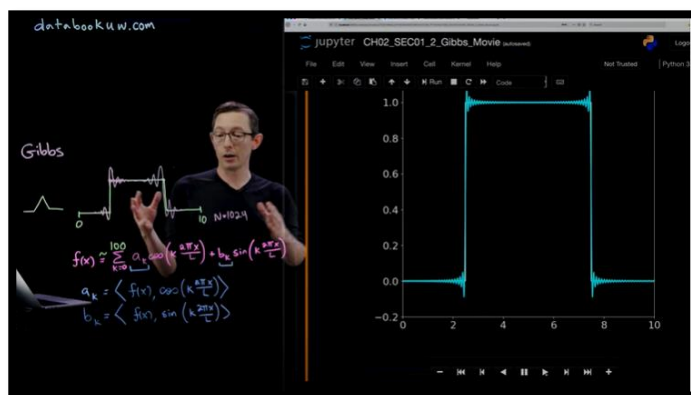 databookuw.com
jupyter CH02_SEC01_2_Gibbs_Movie (autosaved)
File Edit View Insert Cell Kernel Help
Not Trusted Python 3
Run Code
Gibbs
0 10 N=1024
f(x) ≈ Σ_{k=0}^{100} a_k cos(k 2πx/L) + b_k sin(k 2πx/L)
a_k = ⟨ f(x), cos(k 2πx/L) ⟩
b_k = ⟨ f(x), sin(k 2πx/L) ⟩
1.0
0.8
0.6
0.4
0.2
0.0
−0.2
0 2 4 6 8 10